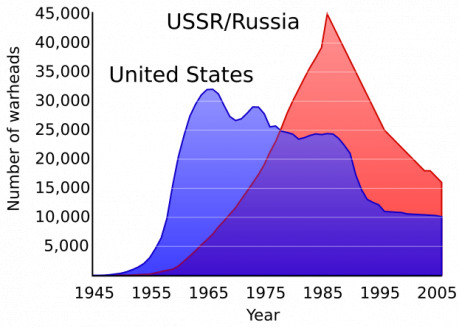 45,000
USSR/Russia
40,000
35,000
United States
30,000
25,000
20,000
15,000
10,000
5,000
Number of warheads
1945 1955 1965 1975 1985 1995 2005
Year